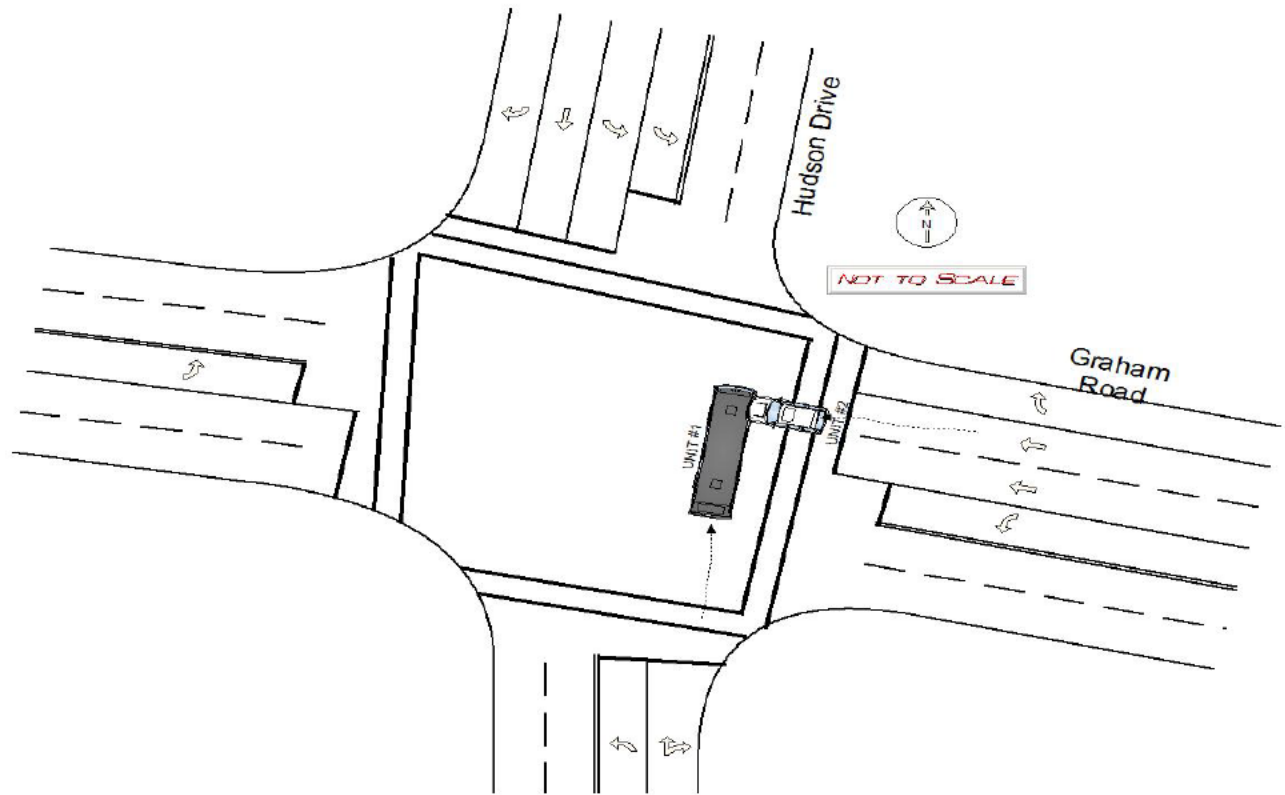 Hudson Drive
N
NOT TO SCALE
Graham
Road
UNIT #1
UNIT #2